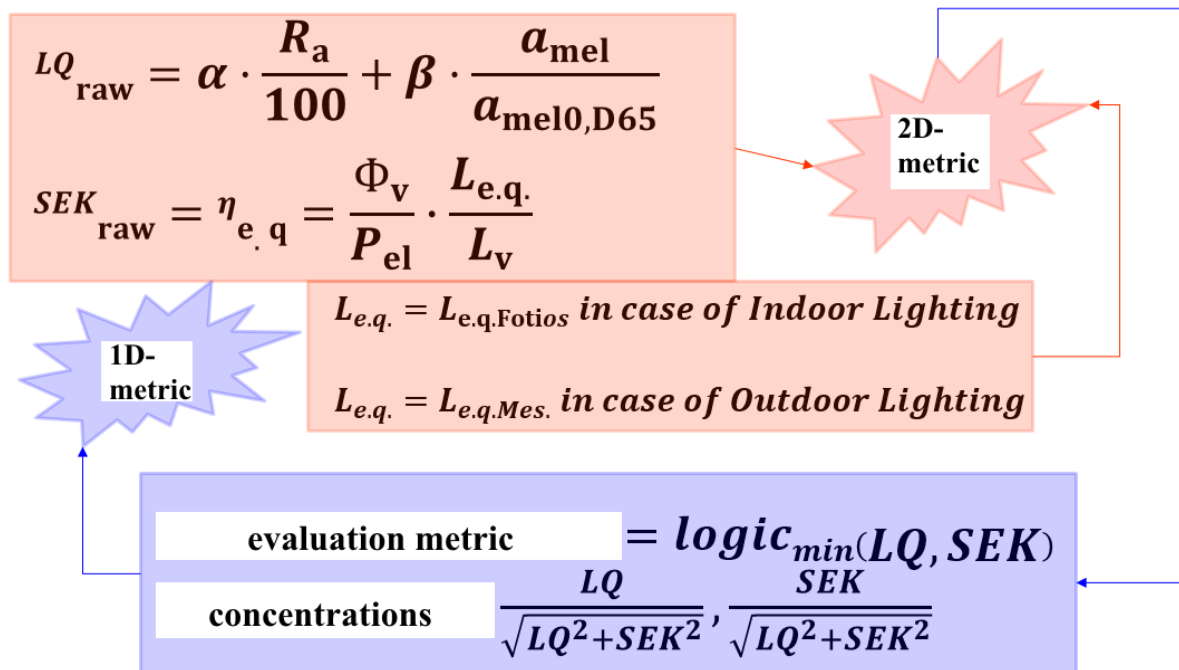 LQ_raw = α · R_a/100 + β · a_mel/a_mel0,D65
2D-
metric
SEK_raw = η_e. q = Φ_v/P_el · L_e.q./L_v
L_e.q. = L_e.q.Fotios in case of Indoor Lighting
1D-
metric
L_e.q. = L_e.q.Mes. in case of Outdoor Lighting
evaluation metric = logic_min(LQ, SEK)
concentrations LQ/√(LQ²+SEK²) , SEK/√(LQ²+SEK²)